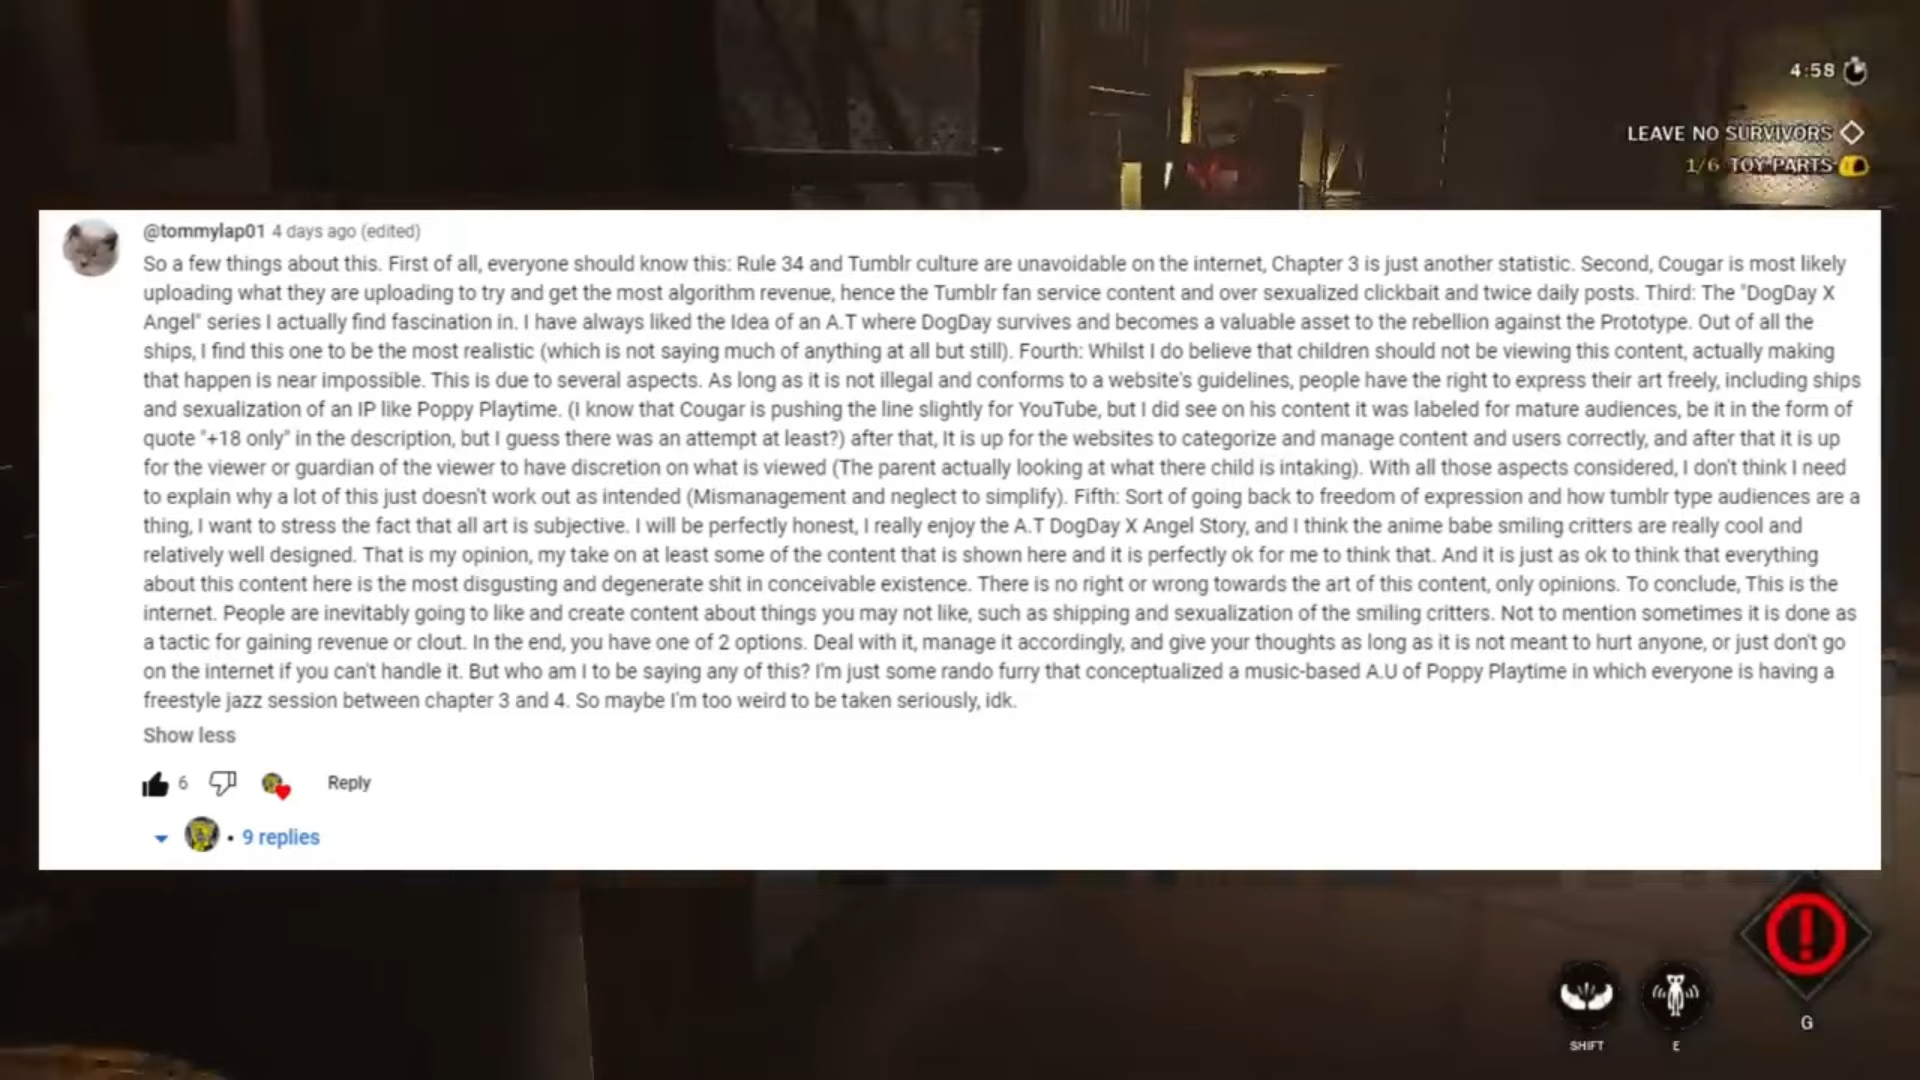 4:58
LEAVE NO SURVIVORS
1/6 TOY PARTS
@tommylap01 4 days ago (edited)
So a few things about this. First of all, everyone should know this: Rule 34 and Tumblr culture are unavoidable on the internet, Chapter 3 is just another statistic. Second, Cougar is most likely
uploading what they are uploading to try and get the most algorithm revenue, hence the Tumblr fan service content and over sexualized clickbait and twice daily posts. Third: The "DogDay X
Angel" series I actually find fascination in. I have always liked the Idea of an A.T where DogDay survives and becomes a valuable asset to the rebellion against the Prototype. Out of all the
ships, I find this one to be the most realistic (which is not saying much of anything at all but still). Fourth: Whilst I do believe that children should not be viewing this content, actually making
that happen is near impossible. This is due to several aspects. As long as it is not illegal and conforms to a website's guidelines, people have the right to express their art freely, including ships
and sexualization of an IP like Poppy Playtime. (I know that Cougar is pushing the line slightly for YouTube, but I did see on his content it was labeled for mature audiences, be it in the form of
quote "+18 only" in the description, but I guess there was an attempt at least?) after that, It is up for the websites to categorize and manage content and users correctly, and after that it is up
for the viewer or guardian of the viewer to have discretion on what is viewed (The parent actually looking at what there child is intaking). With all those aspects considered, I don't think I need
to explain why a lot of this just doesn't work out as intended (Mismanagement and neglect to simplify). Fifth: Sort of going back to freedom of expression and how tumblr type audiences are a
thing, I want to stress the fact that all art is subjective. I will be perfectly honest, I really enjoy the A.T DogDay X Angel Story, and I think the anime babe smiling critters are really cool and
relatively well designed. That is my opinion, my take on at least some of the content that is shown here and it is perfectly ok for me to think that. And it is just as ok to think that everything
about this content here is the most disgusting and degenerate shit in conceivable existence. There is no right or wrong towards the art of this content, only opinions. To conclude, This is the
internet. People are inevitably going to like and create content about things you may not like, such as shipping and sexualization of the smiling critters. Not to mention sometimes it is done as
a tactic for gaining revenue or clout. In the end, you have one of 2 options. Deal with it, manage it accordingly, and give your thoughts as long as it is not meant to hurt anyone, or just don't go
on the internet if you can't handle it. But who am I to be saying any of this? I'm just some rando furry that conceptualized a music-based A.U of Poppy Playtime in which everyone is having a
freestyle jazz session between chapter 3 and 4. So maybe I'm too weird to be taken seriously, idk.
Show less
6 Reply
• 9 replies
G
SHIFT
E